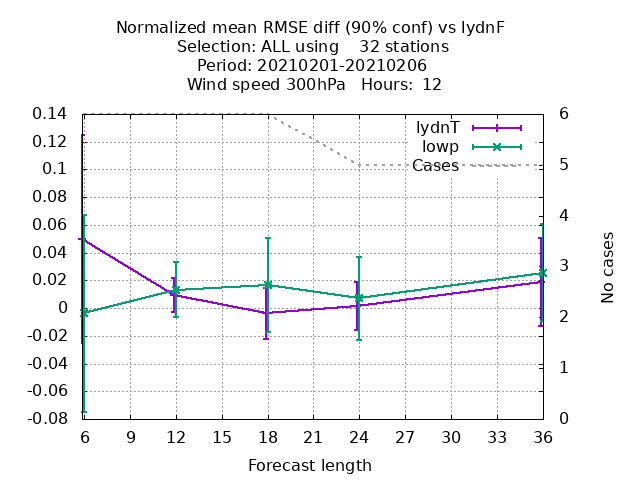 Normalized mean RMSE diff (90% conf) vs lydnF
Selection: ALL using    32 stations
Period: 20210201-20210206
Wind speed 300hPa   Hours:  12
0.14
0.12
0.1
0.08
0.06
0.04
0.02
0
-0.02
-0.04
-0.06
-0.08
lydnT
lowp
Cases
6
5
4
3
2
1
0
No cases
6 9 12 15 18 21 24 27 30 33 36
Forecast length